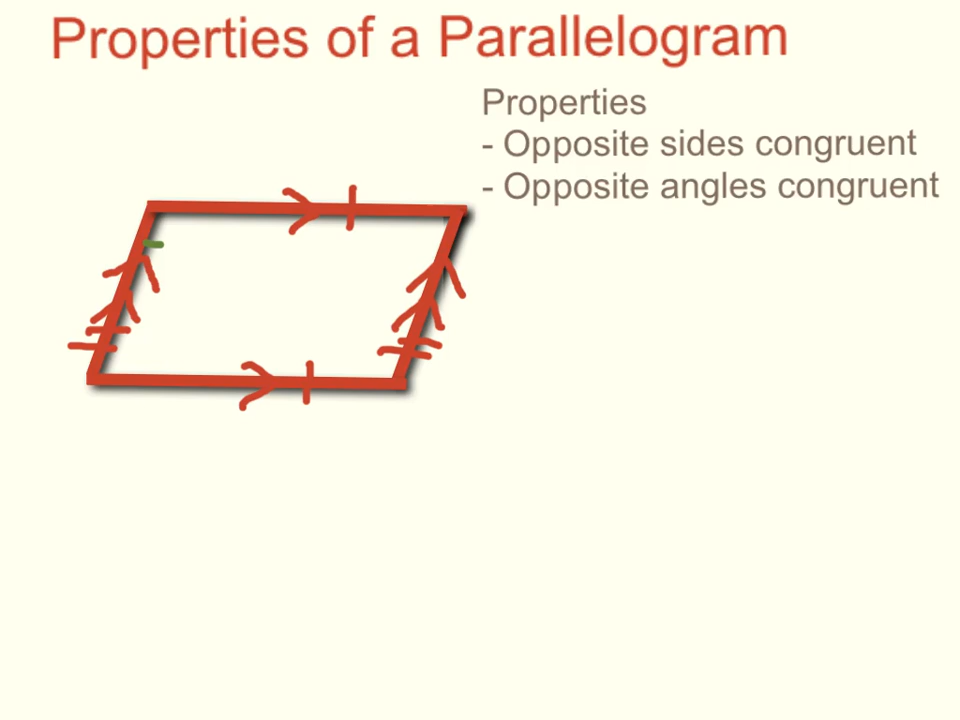 Properties of a Parallelogram
Properties
- Opposite sides congruent
- Opposite angles congruent